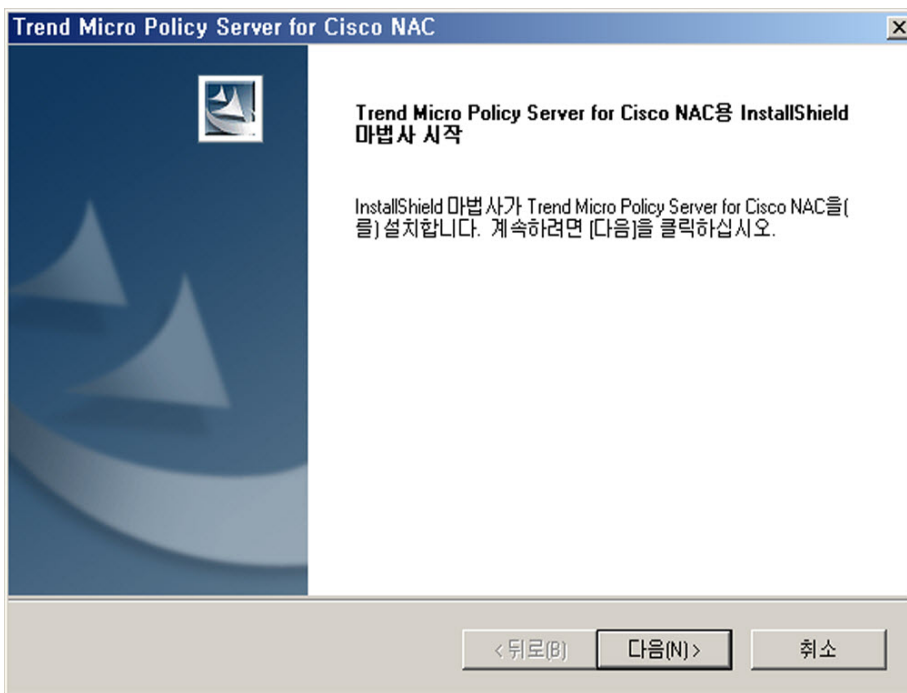 Trend Micro Policy Server for Cisco NAC
Trend Micro Policy Server for Cisco NAC용 InstallShield
마법사 시작
InstallShield 마법사가 Trend Micro Policy Server for Cisco NAC을(
를) 설치합니다. 계속하려면 [다음]을 클릭하십시오.
< 뒤로(B)
다음(N) >
취소